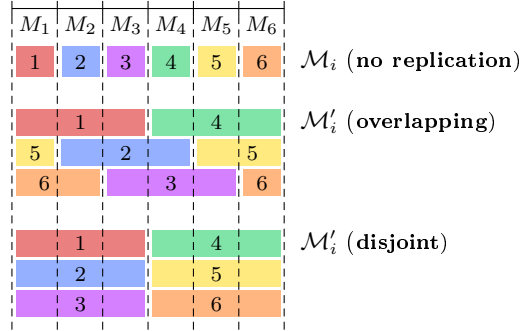 M₁ M₂ M₃ M₄ M₅ M₆
1 2 3 4 5 6 ℳᵢ (no replication)
1 4 ℳ′ᵢ (overlapping)
5 2 5
6 3 6
1 4 ℳ′ᵢ (disjoint)
2 5
3 6